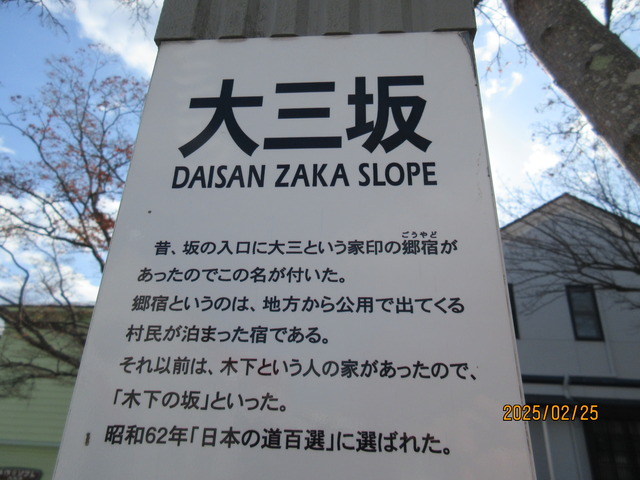 大三坂
DAISAN ZAKA SLOPE
ごうやど
昔、坂の入口に大三という家印の郷宿が
あったのでこの名が付いた。
郷宿というのは、地方から公用で出てくる
村民が泊まった宿である。
それ以前は、木下という人の家があったので、
「木下の坂」といった。
昭和62年「日本の道百選」に選ばれた。
2025/02/25